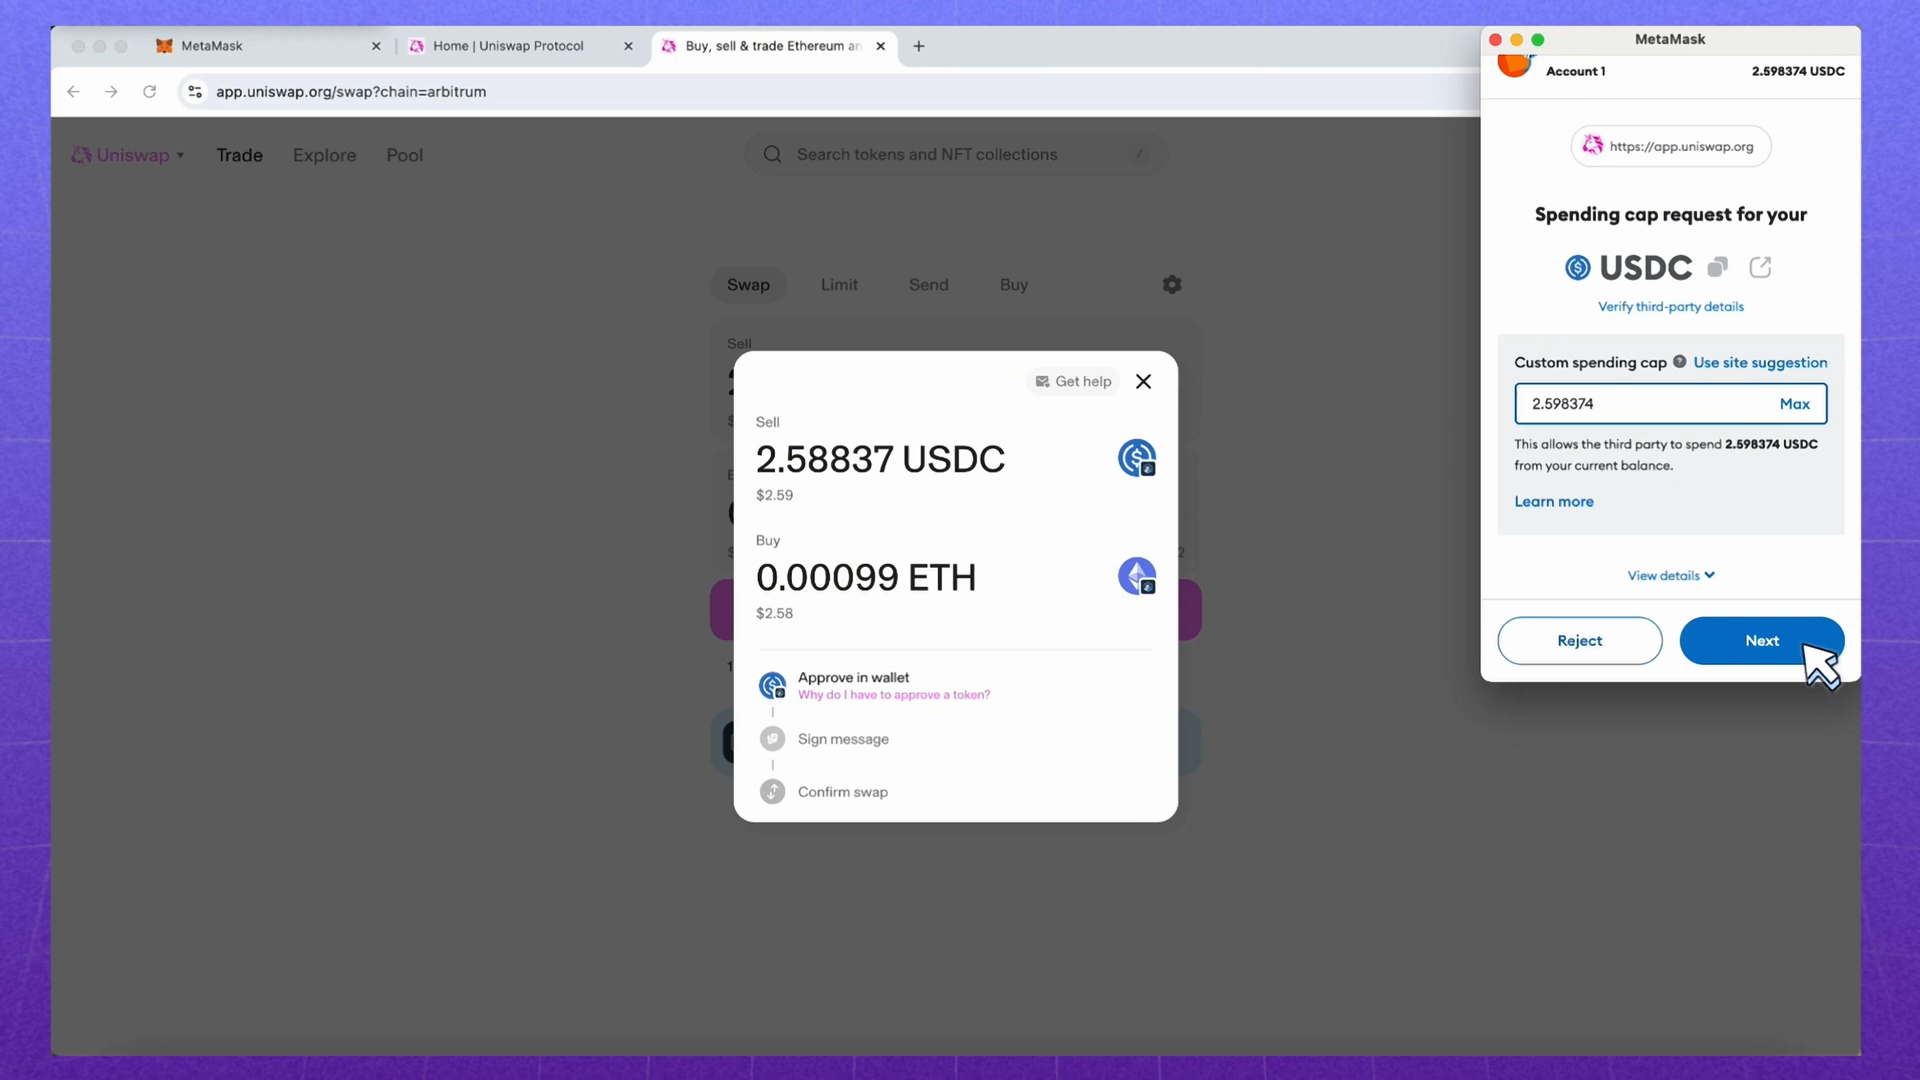 MetaMask
Home | Uniswap Protocol
Buy, sell & trade Ethereum an
app.uniswap.org/swap?chain=arbitrum
Uniswap
Trade
Explore
Pool
Search tokens and NFT collections
/
Swap
Limit
Send
Buy
Sell
Get help
Sell
2.58837 USDC
$2.59
Buy
0.00099 ETH
$2.58
Approve in wallet
Why do I have to approve a token?
Sign message
Confirm swap
MetaMask
Account 1
2.598374 USDC
https://app.uniswap.org
Spending cap request for your
USDC
Verify third-party details
Custom spending cap
Use site suggestion
2.598374
Max
This allows the third party to spend 2.598374 USDC
from your current balance.
Learn more
View details
Reject
Next